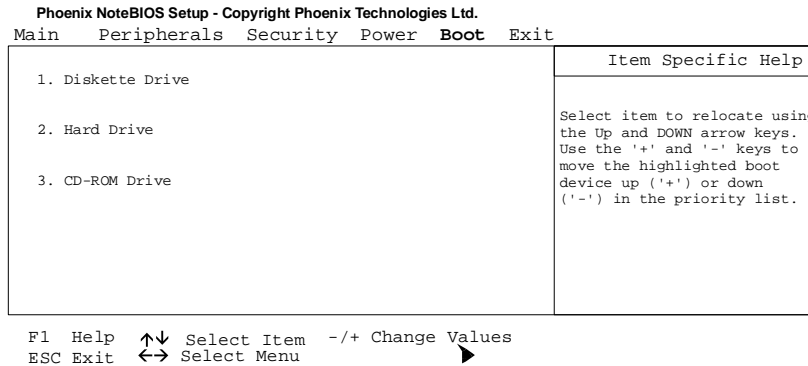 Phoenix NoteBIOS Setup - Copyright Phoenix Technologies Ltd.
Main Peripherals Security Power Boot Exit
1. Diskette Drive
2. Hard Drive
3. CD-ROM Drive
Item Specific Help
Select item to relocate usin
the Up and DOWN arrow keys.
Use the '+' and '-' keys to
move the highlighted boot
device up ('+') or down
('-') in the priority list.
F1 Help ↑↓ Select Item -/+ Change Values
ESC Exit ←→ Select Menu